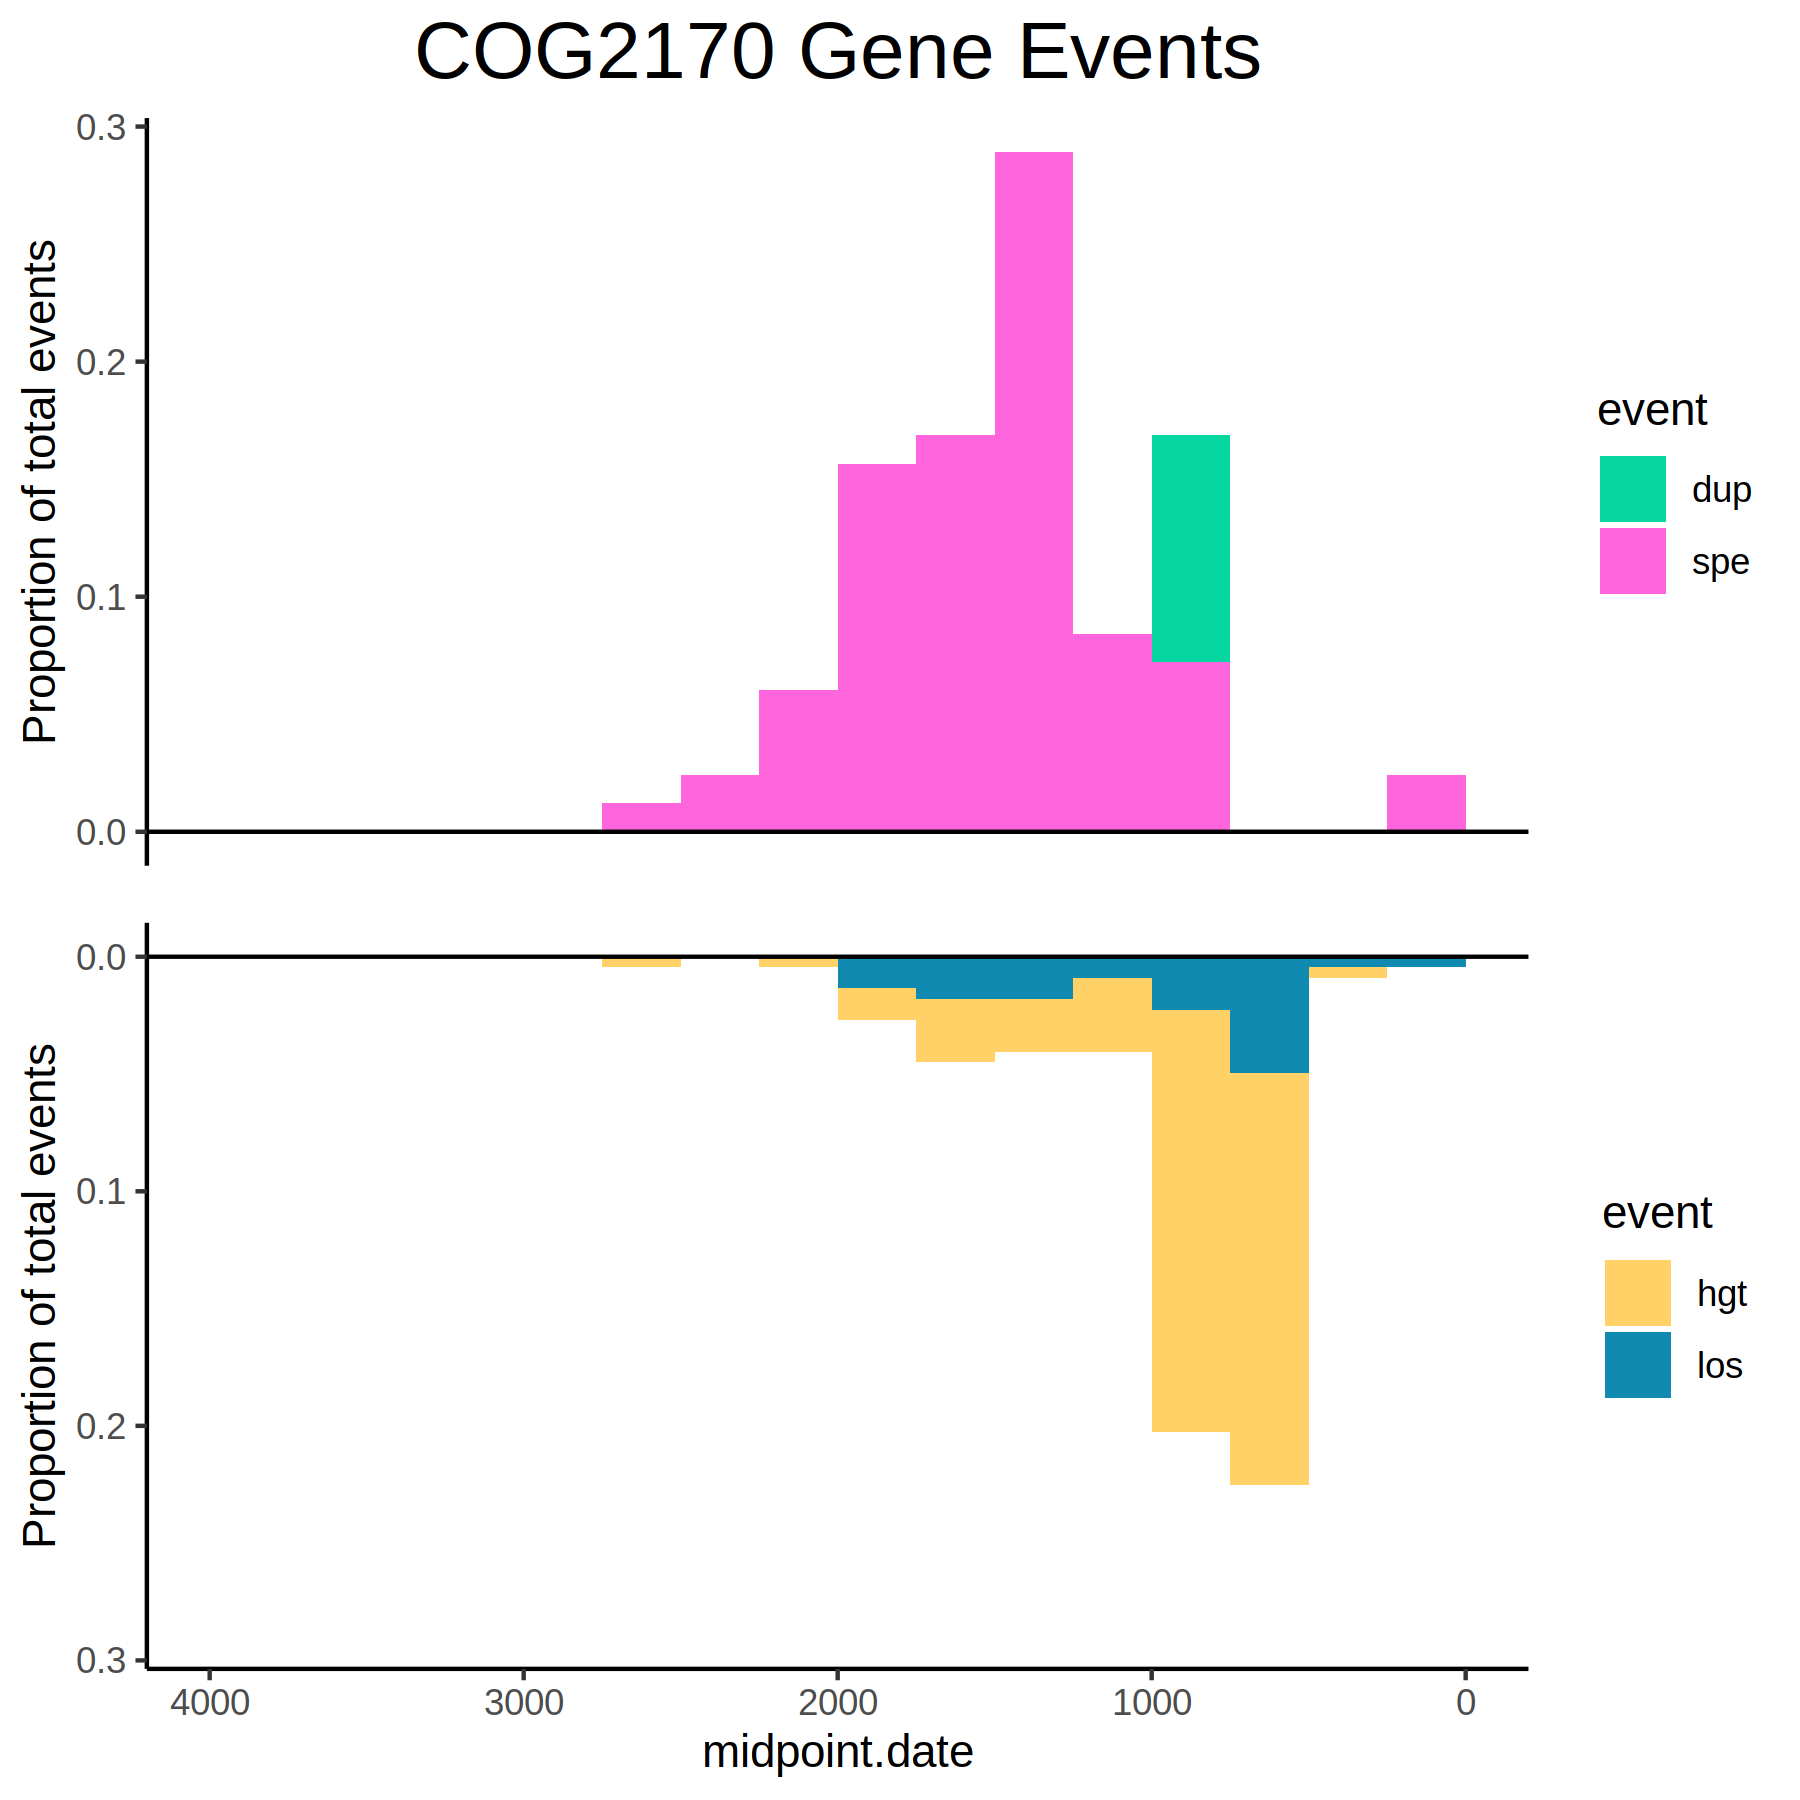 COG2170 Gene Events
Proportion of total events
0.3
0.2
0.1
0.0
event
dup
spe
Proportion of total events
0.0
0.1
0.2
0.3
event
hgt
los
4000 3000 2000 1000 0
midpoint.date